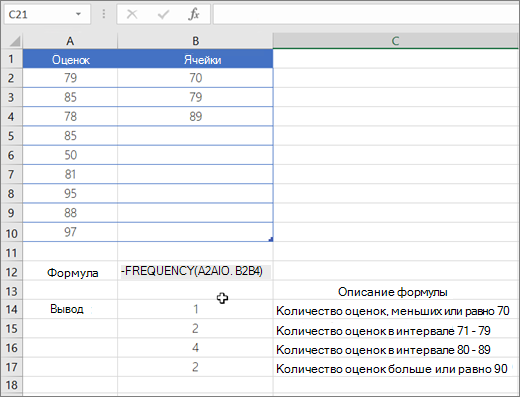 C21 fx
A B C
1 Оценок Ячейки
2 79 70
3 85 79
4 78 89
5 85
6 50
7 81
8 95
9 88
10 97
11
12 Формула -FREQUENCY(A2AIO. B2B4)
13 Описание формулы
14 Вывод 1 Количество оценок, меньших или равно 70
15 2 Количество оценок в интервале 71 - 79
16 4 Количество оценок в интервале 80 - 89
17 2 Количество оценок больше или равно 90
18